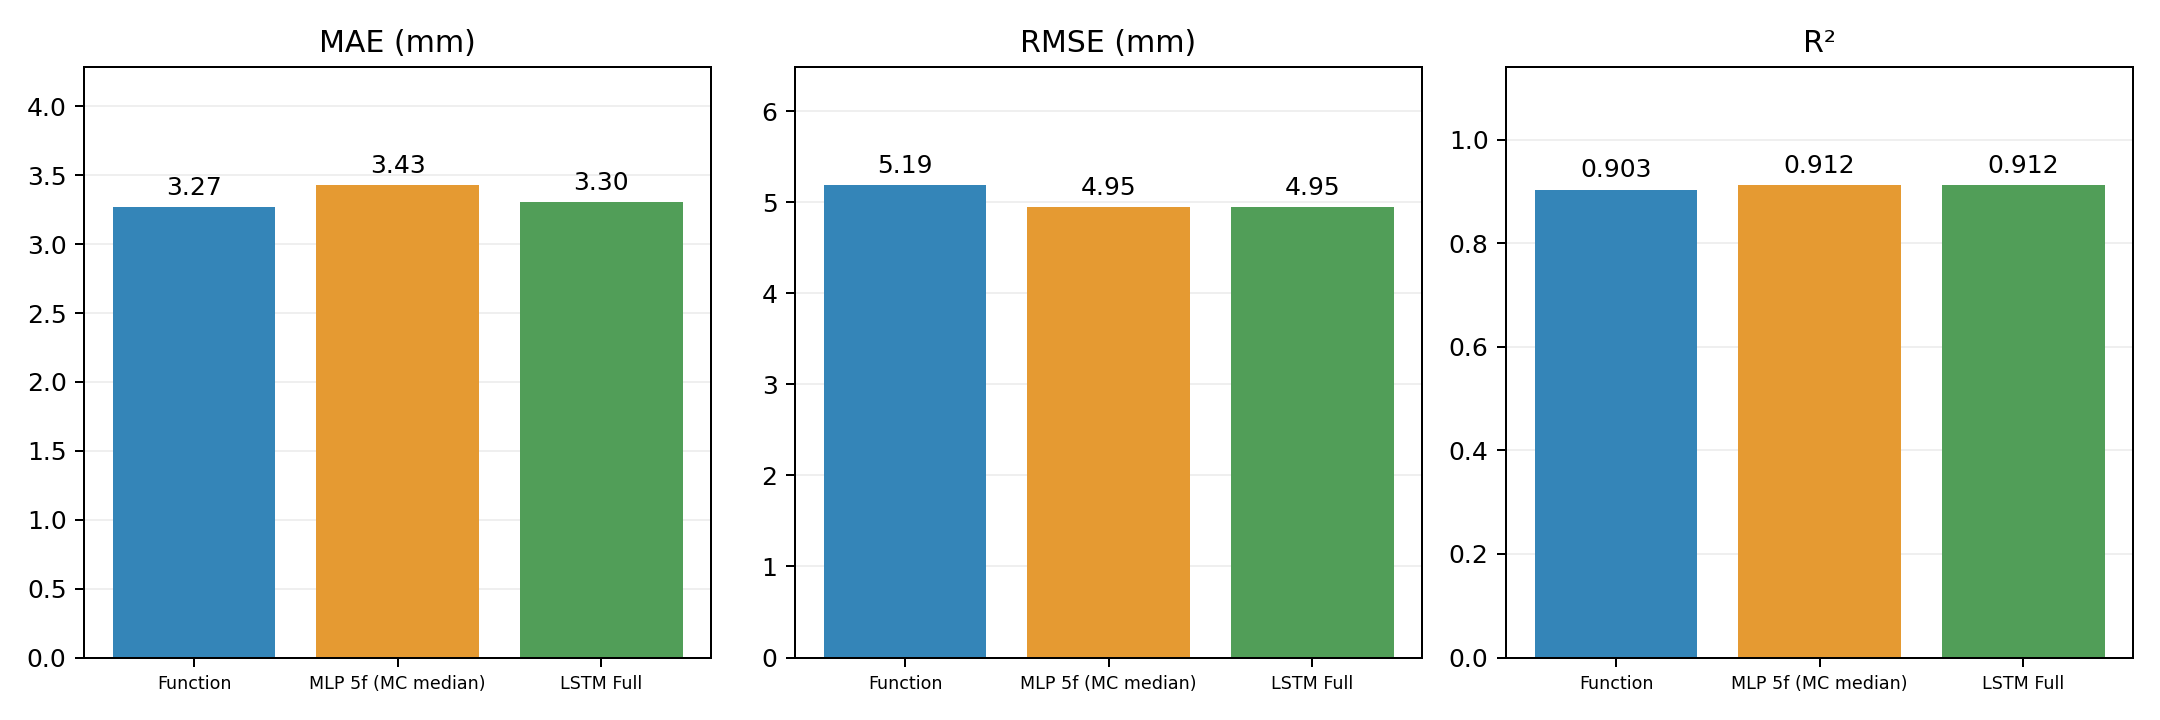 MAE (mm)
4.0
3.5
3.0
2.5
2.0
1.5
1.0
0.5
0.0
3.27
3.43
3.30
Function
MLP 5f (MC median)
LSTM Full
RMSE (mm)
6
5
4
3
2
1
0
5.19
4.95
4.95
Function
MLP 5f (MC median)
LSTM Full
R²
1.0
0.8
0.6
0.4
0.2
0.0
0.903
0.912
0.912
Function
MLP 5f (MC median)
LSTM Full